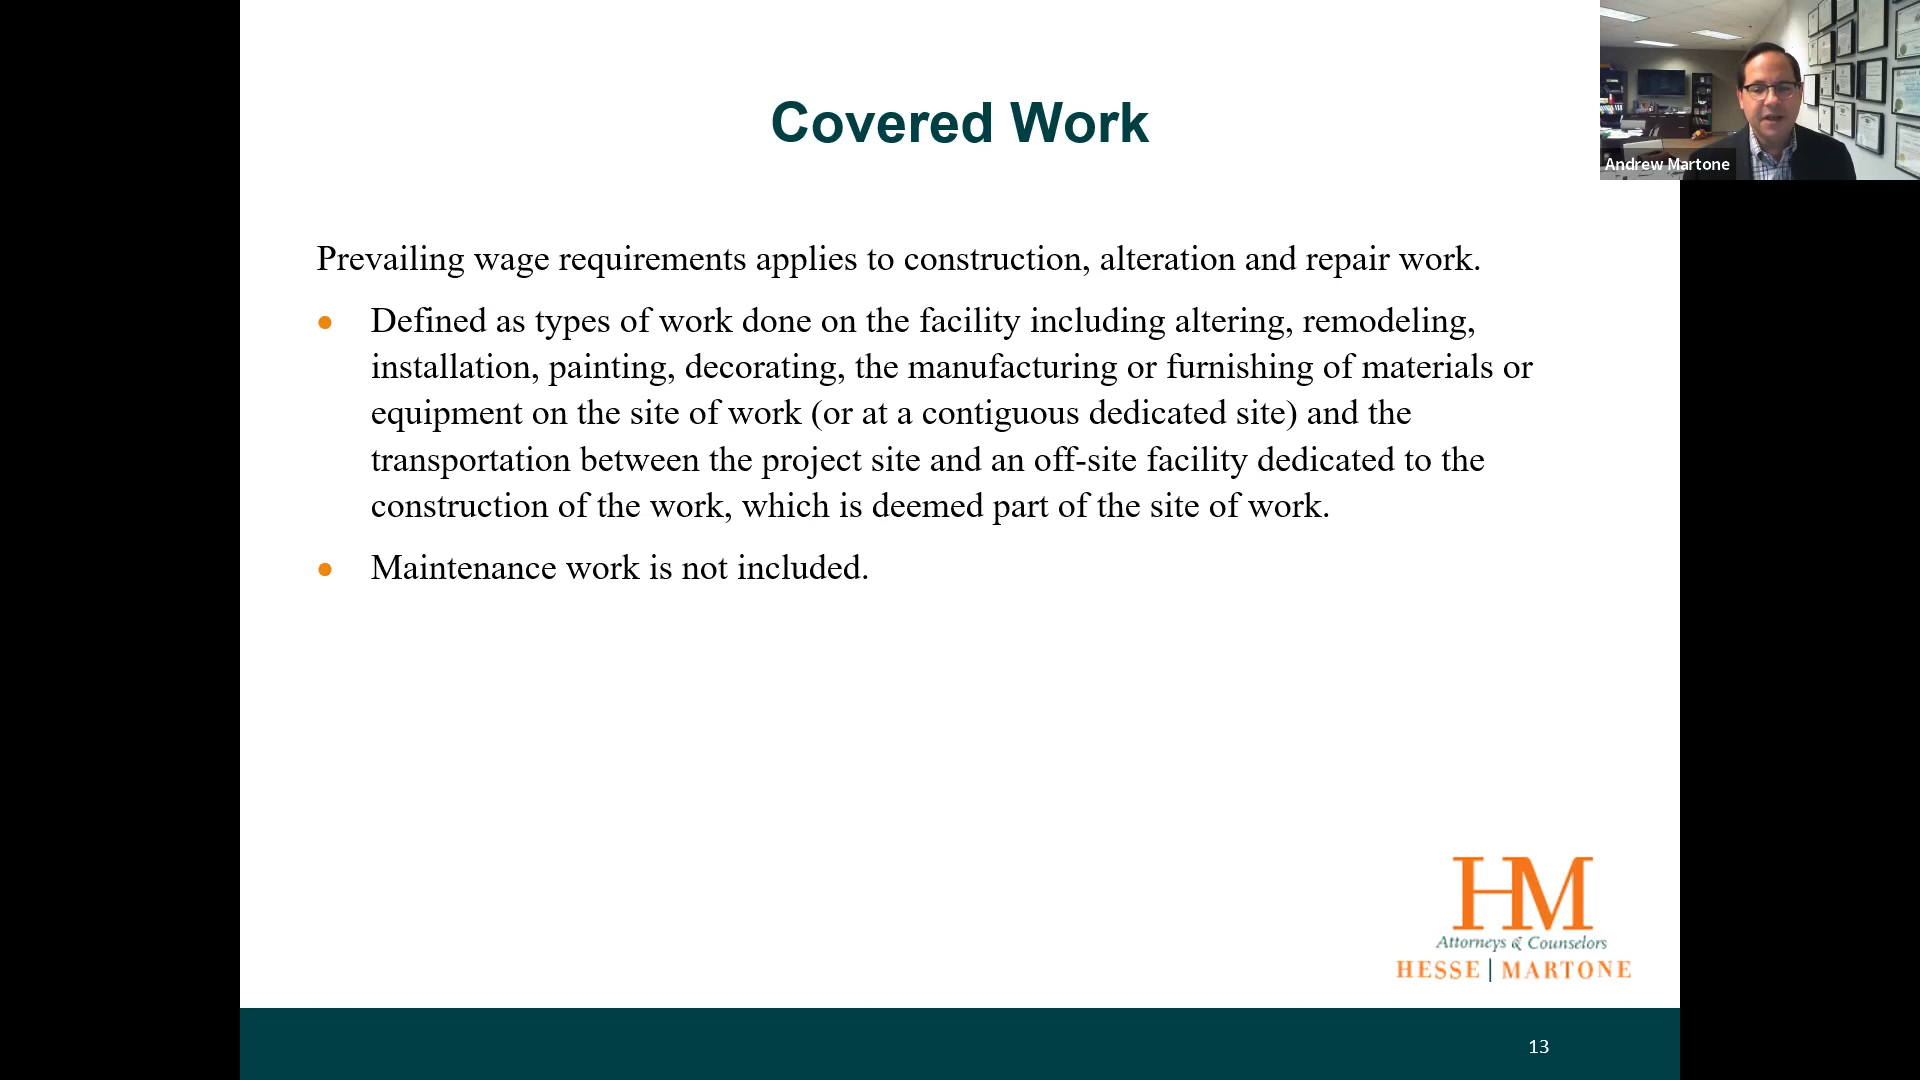 Covered Work
Andrew Martone
Prevailing wage requirements applies to construction, alteration and repair work.
• Defined as types of work done on the facility including altering, remodeling,
installation, painting, decorating, the manufacturing or furnishing of materials or
equipment on the site of work (or at a contiguous dedicated site) and the
transportation between the project site and an off-site facility dedicated to the
construction of the work, which is deemed part of the site of work.
• Maintenance work is not included.
HM
Attorneys & Counselors
HESSE | MARTONE
13